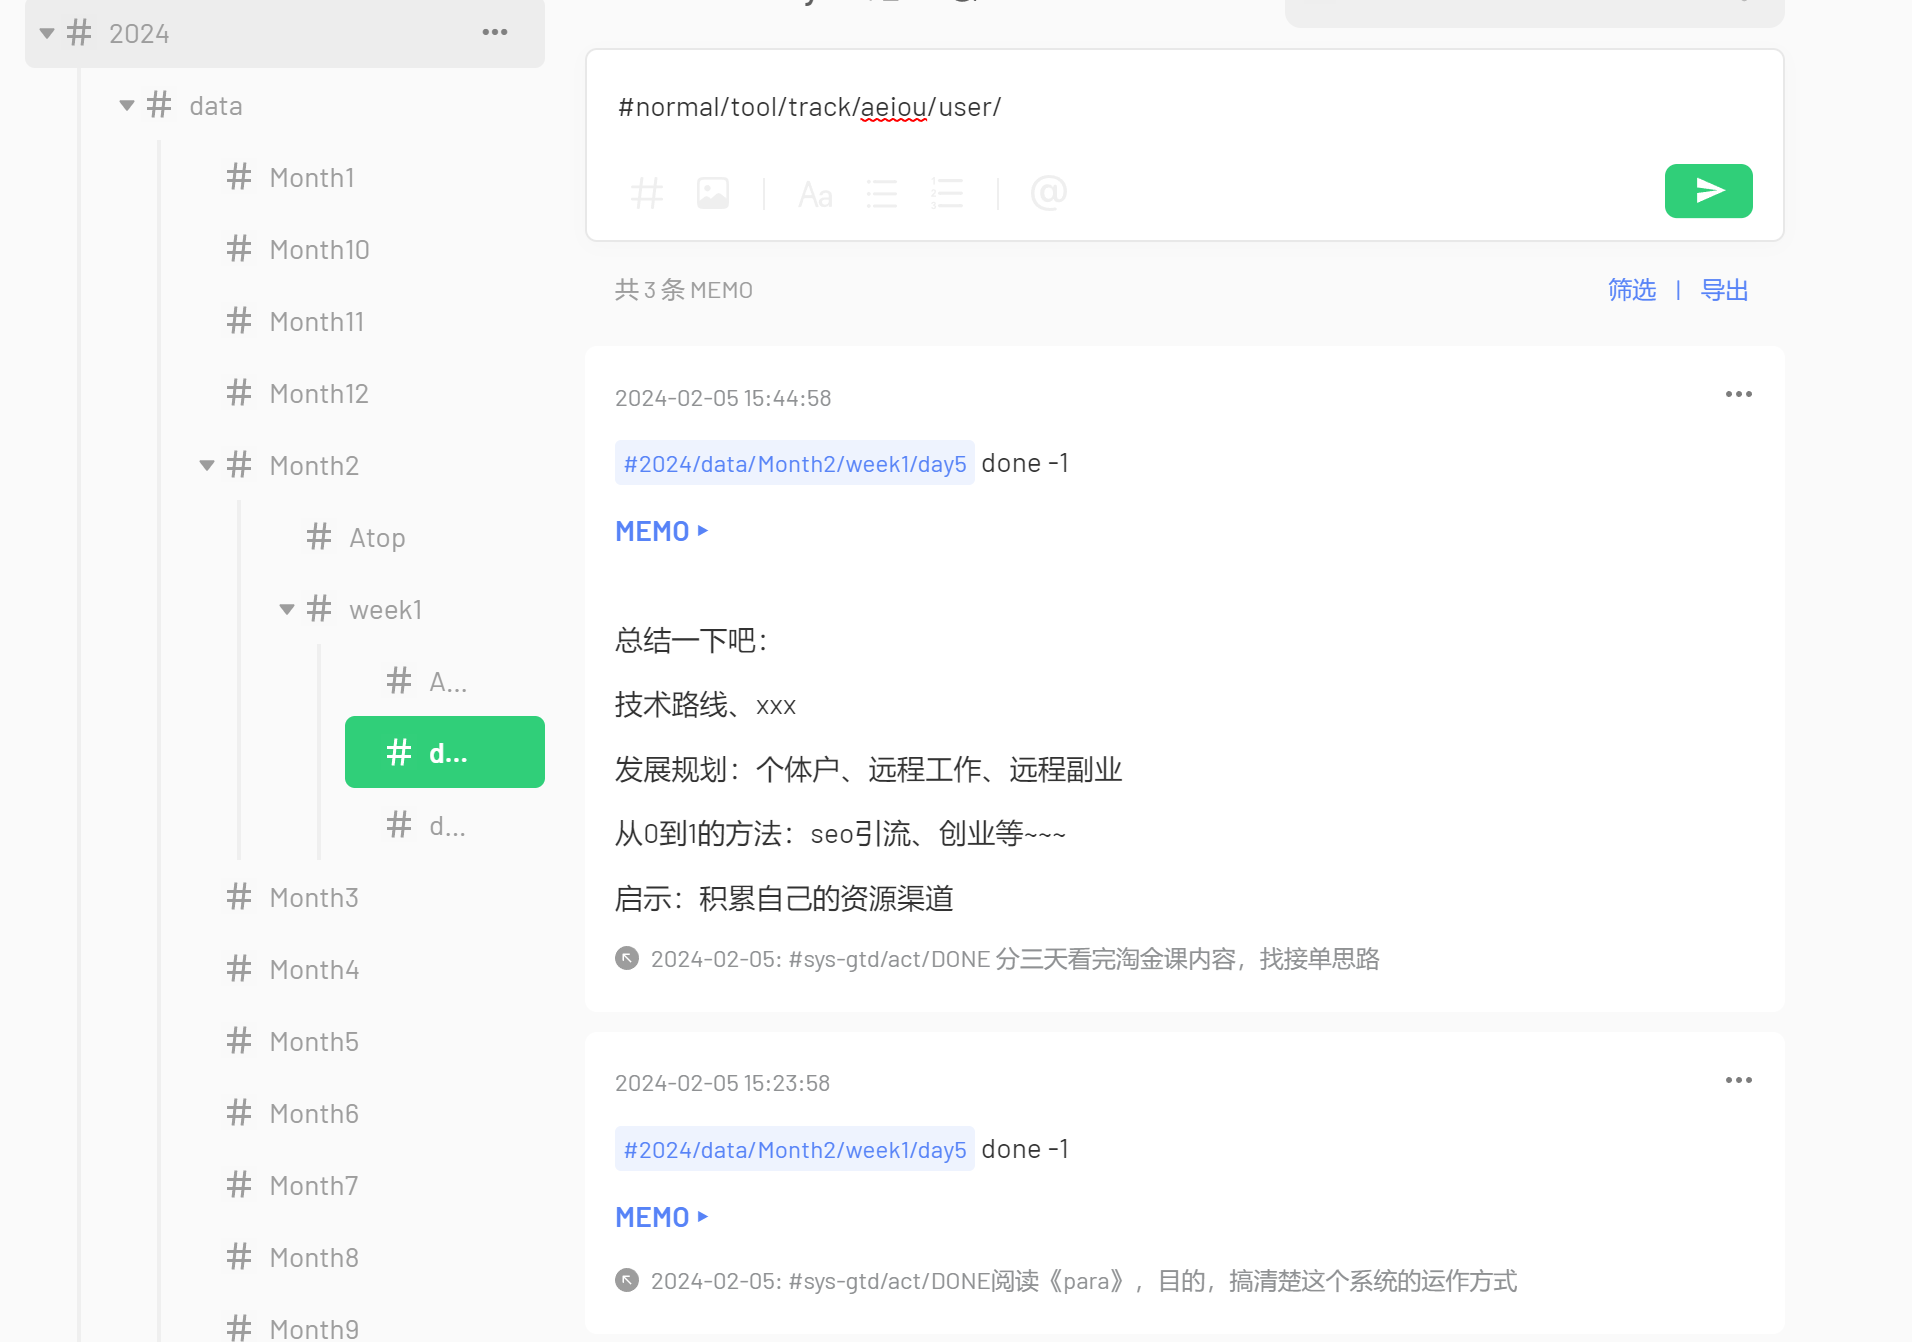 2024
data
Month1
Month10
Month11
Month12
Month2
Atop
week1
A...
d...
d...
Month3
Month4
Month5
Month6
Month7
Month8
Month9
#normal/tool/track/aeiou/user/
Aa
共 3 条 MEMO
筛选 | 导出
2024-02-05 15:44:58
#2024/data/Month2/week1/day5 done -1
MEMO
总结一下吧：
技术路线、xxx
发展规划：个体户、远程工作、远程副业
从0到1的方法：seo引流、创业等~~~
启示：积累自己的资源渠道
2024-02-05: #sys-gtd/act/DONE 分三天看完淘金课内容，找接单思路
2024-02-05 15:23:58
#2024/data/Month2/week1/day5 done -1
MEMO
2024-02-05: #sys-gtd/act/DONE阅读《para》，目的，搞清楚这个系统的运作方式